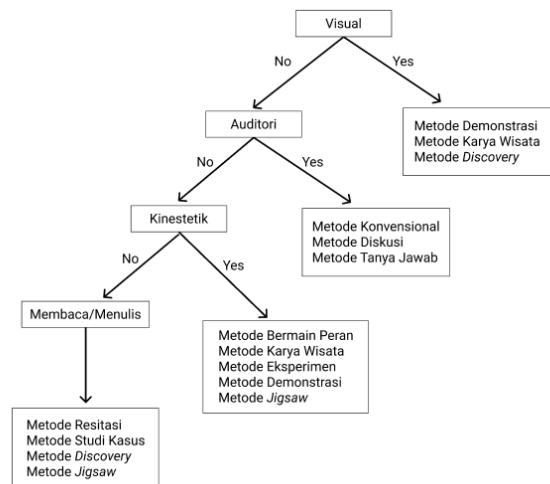 Visual
No
Yes
Auditori
Metode Demonstrasi
Metode Karya Wisata
Metode Discovery
No
Yes
Kinestetik
Metode Konvensional
Metode Diskusi
Metode Tanya Jawab
No
Yes
Membaca/Menulis
Metode Bermain Peran
Metode Karya Wisata
Metode Eksperimen
Metode Demonstrasi
Metode Jigsaw
Metode Resitasi
Metode Studi Kasus
Metode Discovery
Metode Jigsaw